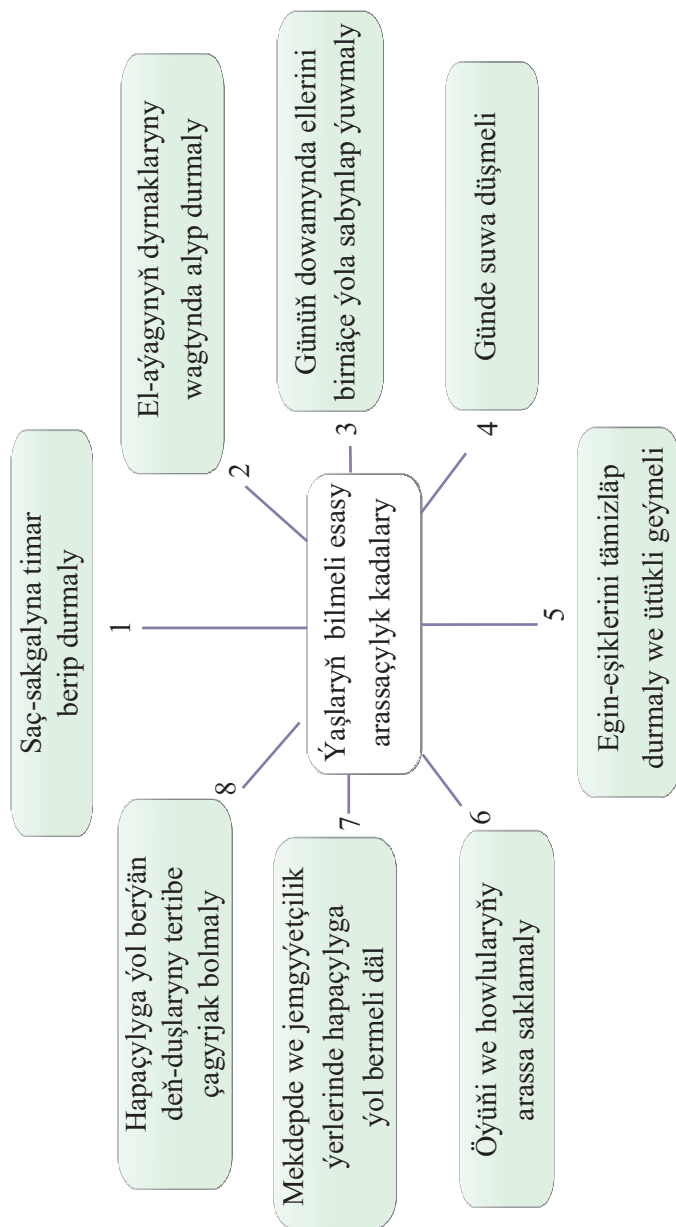 Ýaşlaryň bilmeli esasy
arassaçylyk kadalary
1
Saç-sakgalyna timar
berip durmaly
2
El-aýagynyň dyrnaklaryny
wagtynda alyp durmaly
3
Günüň dowamynda ellerini
birnäçe ýola sabynlap ýuwmaly
4
Günde suwa düşmeli
5
Egin-eşiklerini tämizläp
durmaly we ütükli geýmeli
6
Öýüňi we howlularyňy
arassa saklamaly
7
Mekdepde we jemgyýetçilik
ýerlerinde hapaçylyga
ýol bermeli däl
8
Hapaçylyga ýol berýän
deň-duşlaryny tertibe
çagyrjak bolmaly